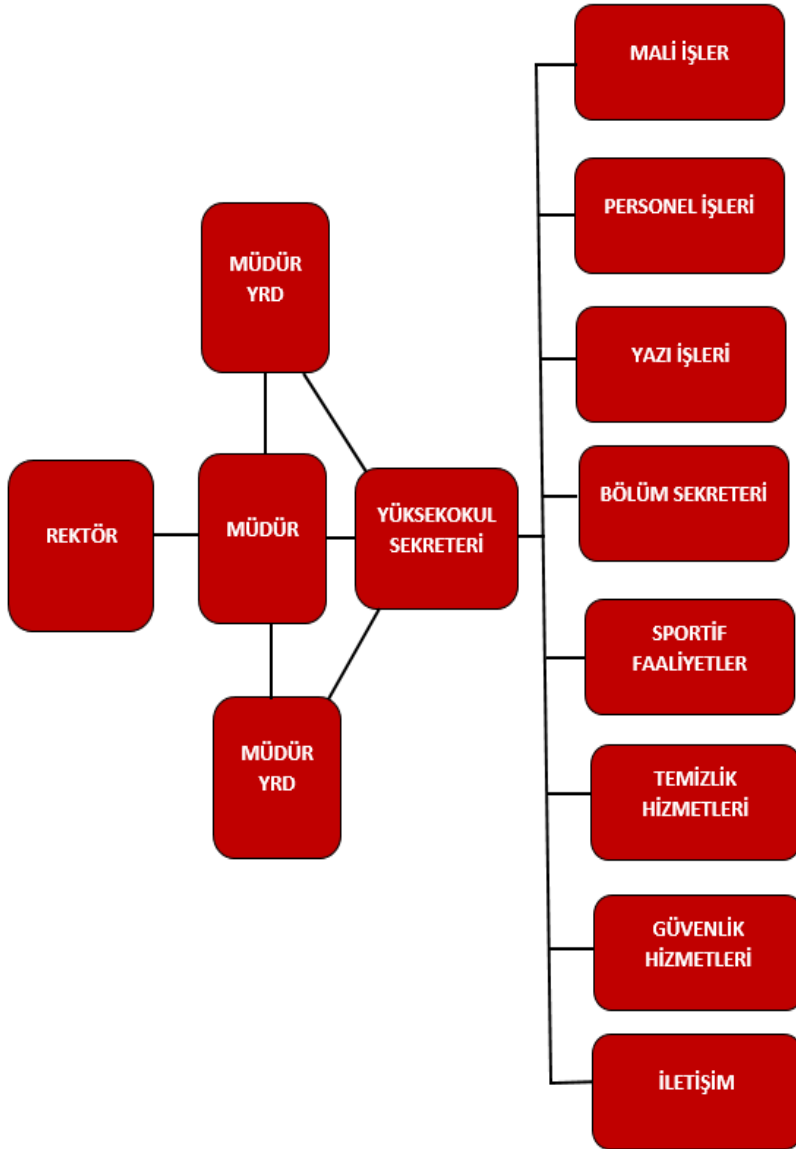 REKTÖR
MÜDÜR
YRD
MÜDÜR
MÜDÜR
YRD
YÜKSEKOKUL
SEKRETERİ
MALİ İŞLER
PERSONEL İŞLERİ
YAZI İŞLERİ
BÖLÜM SEKRETERİ
SPORTİF
FAALİYETLER
TEMİZLİK
HİZMETLERİ
GÜVENLİK
HİZMETLERİ
İLETİŞİM